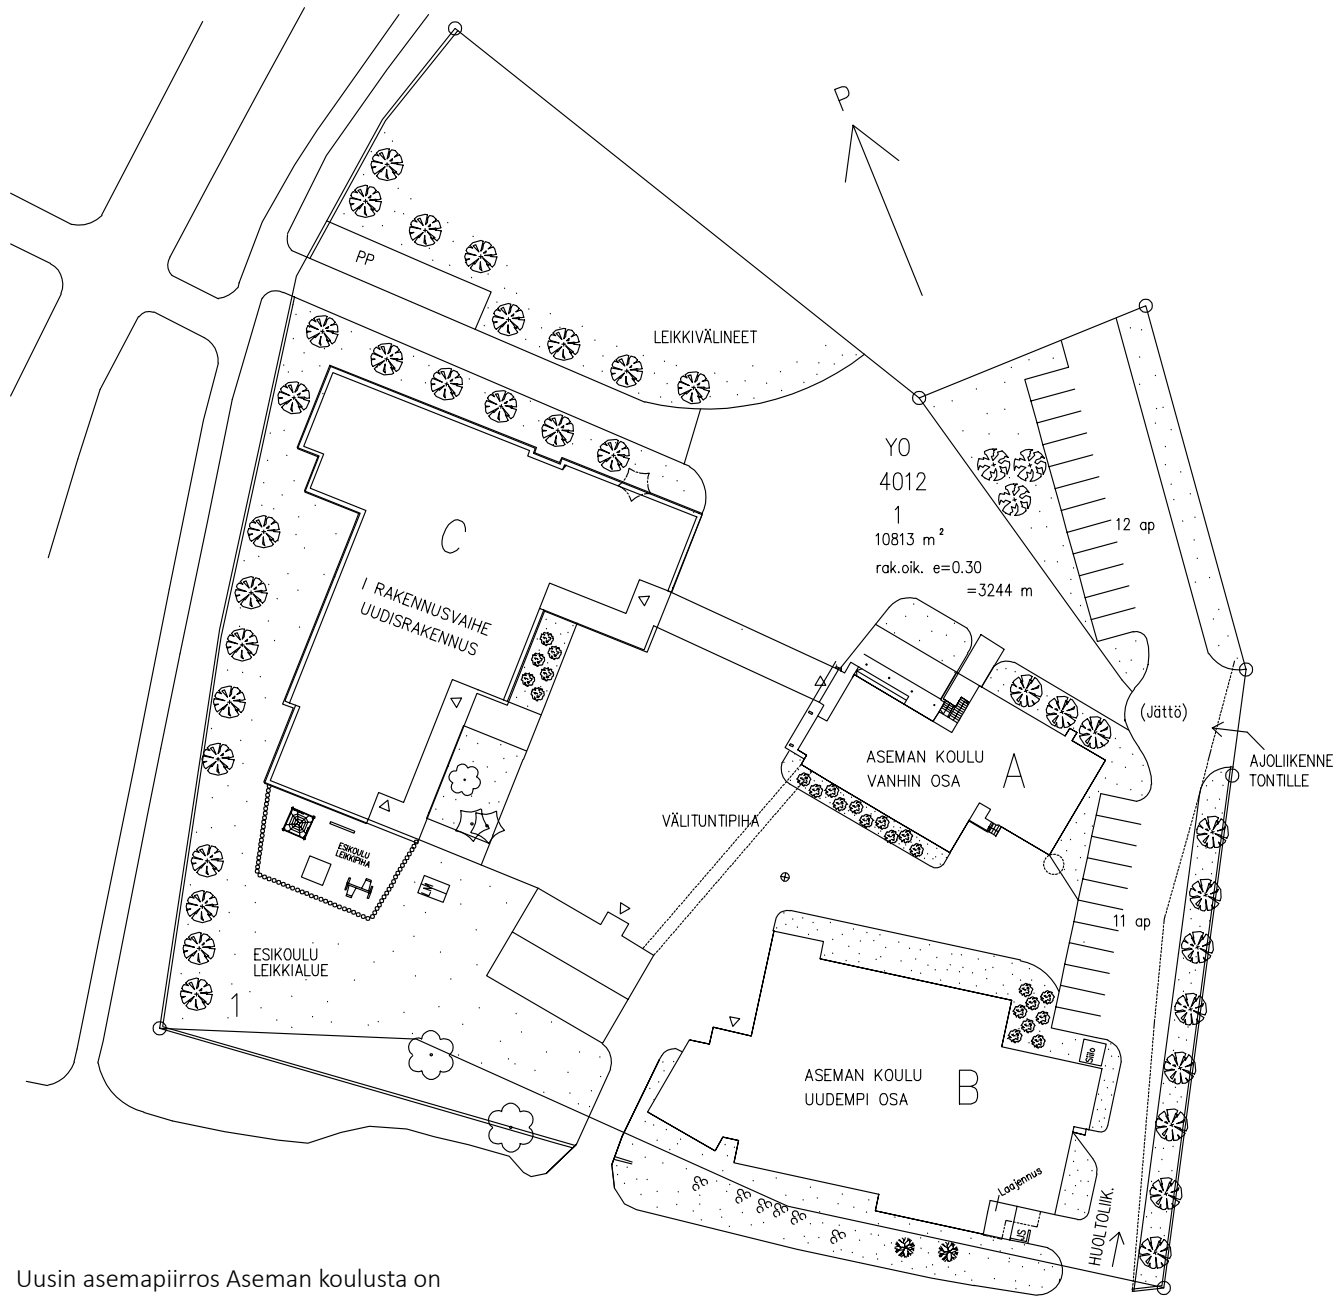 P
PP
LEIKKIVÄLINEET
YO
4012
1
10813 m²
rak.oik. e=0.30
=3244 m
12 ap
C
I RAKENNUSVAIHE
UUDISRAKENNUS
(Jättö)
AJOLIIKENNE
TONTILLE
ASEMAN KOULU
VANHIN OSA
A
VÄLITUNTIPIHA
ESIKOULU
LEIKKIPIHA
11 ap
ESIKOULU
LEIKKIALUE
1
Siilo
ASEMAN KOULU
UUDEMPI OSA
B
Laajennus
HUOLTOLIIK.
Uusin asemapiirros Aseman koulusta on